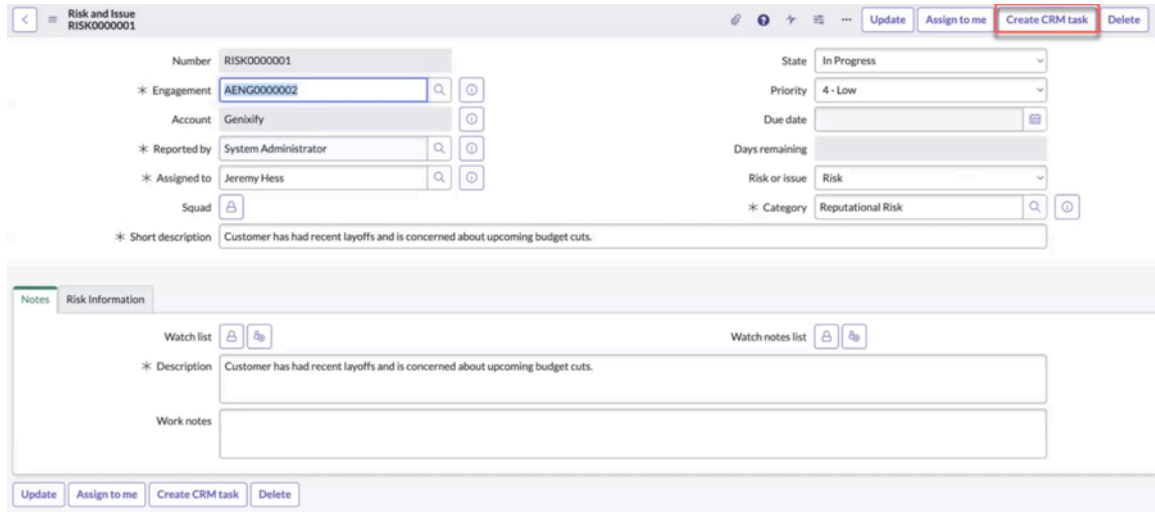 Risk and Issue
RISK0000001
Update Assign to me Create CRM task Delete
Number RISK0000001
State In Progress
✳ Engagement AENG0000002
Priority 4 - Low
Account Genixify
Due date
✳ Reported by System Administrator
Days remaining
✳ Assigned to Jeremy Hess
Risk or issue Risk
Squad
✳ Category Reputational Risk
✳ Short description Customer has had recent layoffs and is concerned about upcoming budget cuts.
Notes Risk Information
Watch list
Watch notes list
✳ Description Customer has had recent layoffs and is concerned about upcoming budget cuts.
Work notes
Update Assign to me Create CRM task Delete